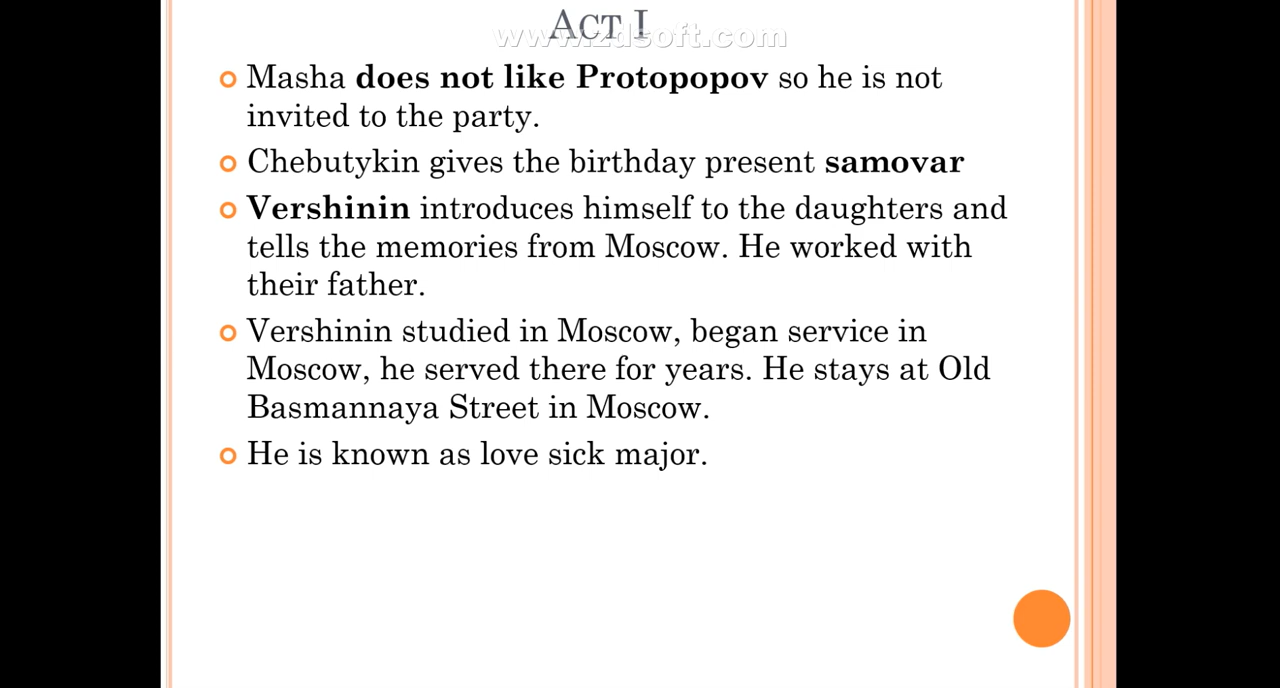 ACT I
www.zdsoft.com
Masha does not like Protopopov so he is not
invited to the party.
Chebutykin gives the birthday present samovar
Vershinin introduces himself to the daughters and
tells the memories from Moscow. He worked with
their father.
Vershinin studied in Moscow, began service in
Moscow, he served there for years. He stays at Old
Basmannaya Street in Moscow.
He is known as love sick major.